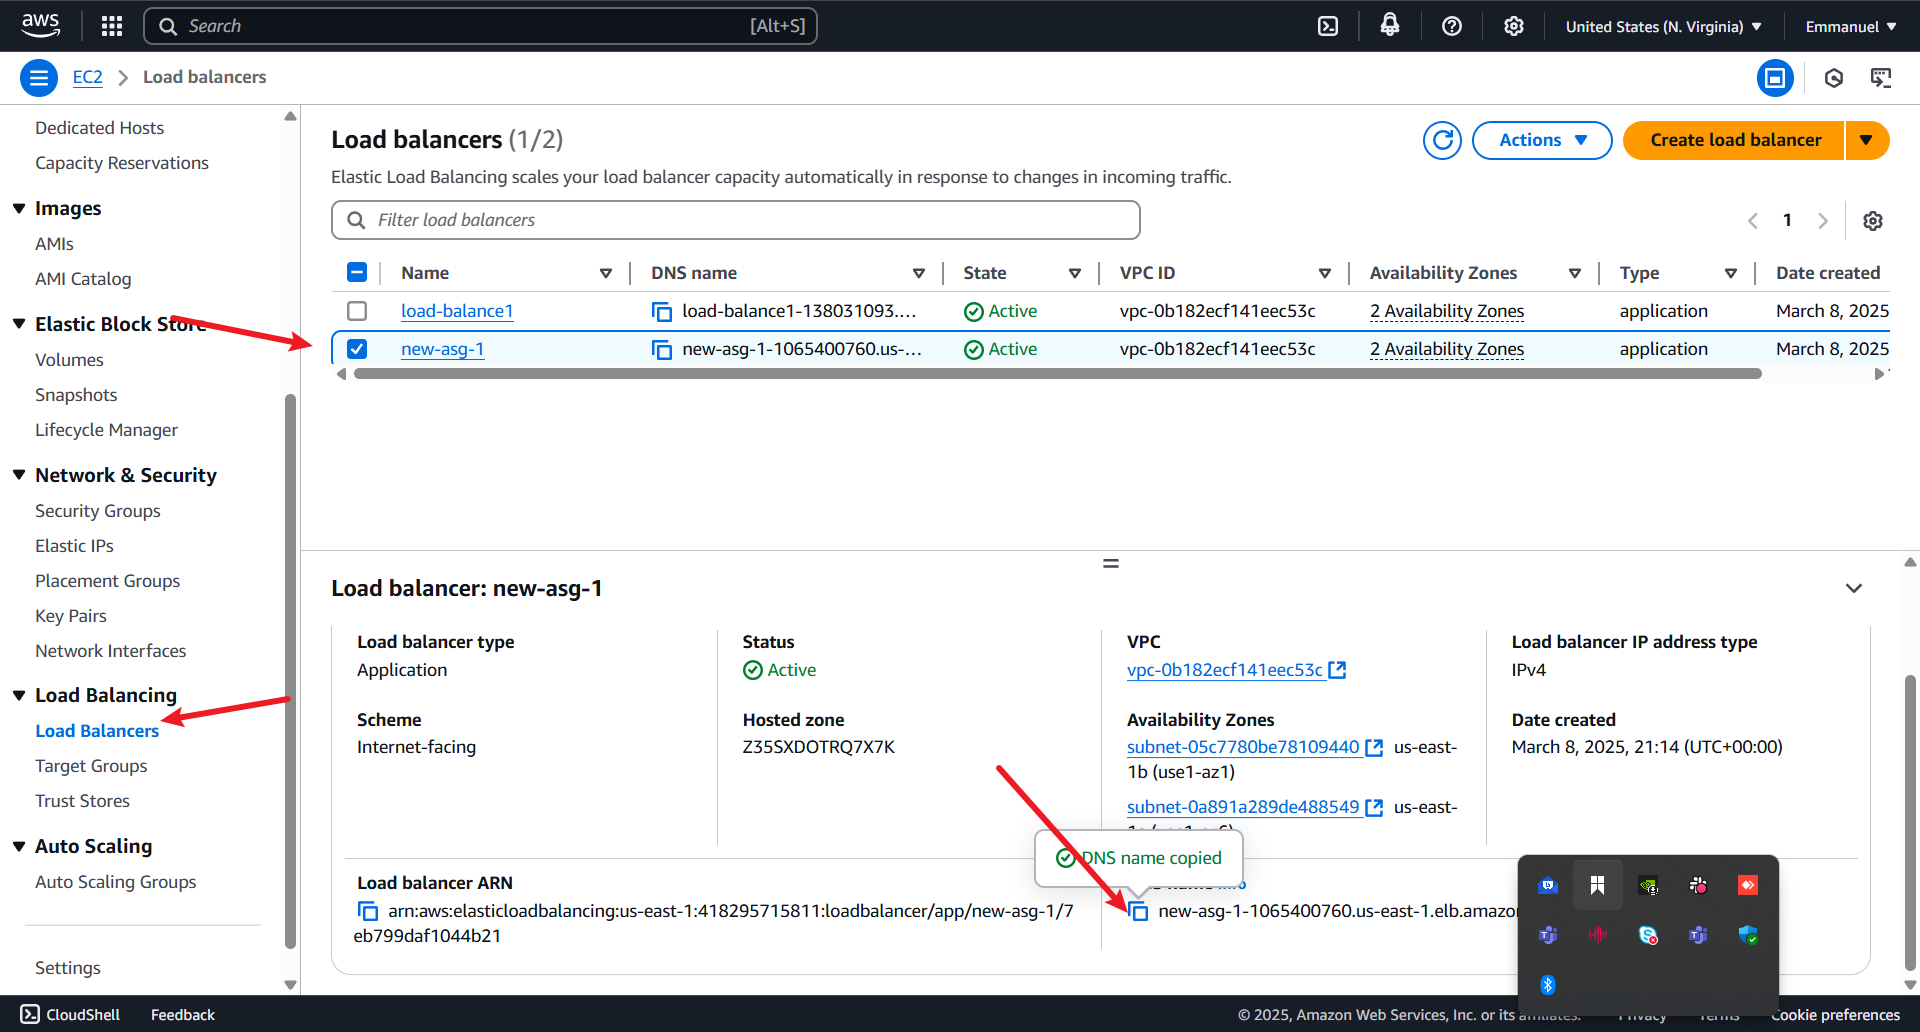 aws
Search
[Alt+S]
United States (N. Virginia)
Emmanuel
EC2
Load balancers
Dedicated Hosts
Capacity Reservations
Images
AMIs
AMI Catalog
Elastic Block Store
Volumes
Snapshots
Lifecycle Manager
Network & Security
Security Groups
Elastic IPs
Placement Groups
Key Pairs
Network Interfaces
Load Balancing
Load Balancers
Target Groups
Trust Stores
Auto Scaling
Auto Scaling Groups
Settings
Load balancers (1/2)
Actions
Create load balancer
Elastic Load Balancing scales your load balancer capacity automatically in response to changes in incoming traffic.
Filter load balancers
1
Name DNS name State VPC ID Availability Zones Type Date created
load-balance1 load-balance1-138031093.... Active vpc-0b182ecf141eec53c 2 Availability Zones application March 8, 2025
new-asg-1 new-asg-1-1065400760.us-... Active vpc-0b182ecf141eec53c 2 Availability Zones application March 8, 2025
Load balancer: new-asg-1
Load balancer type
Application
Status
Active
VPC
vpc-0b182ecf141eec53c
Load balancer IP address type
IPv4
Scheme
Internet-facing
Hosted zone
Z35SXDOTRQ7X7K
Availability Zones
subnet-05c7780be78109440 us-east-
1b (use1-az1)
subnet-0a891a289de488549 us-east-
Date created
March 8, 2025, 21:14 (UTC+00:00)
DNS name copied
Load balancer ARN
arn:aws:elasticloadbalancing:us-east-1:418295715811:loadbalancer/app/new-asg-1/7
eb799daf1044b21
new-asg-1-1065400760.us-east-1.elb.amazon
CloudShell
Feedback
© 2025, Amazon Web Services, Inc. or its affiliates.
Privacy
Terms
Cookie preferences